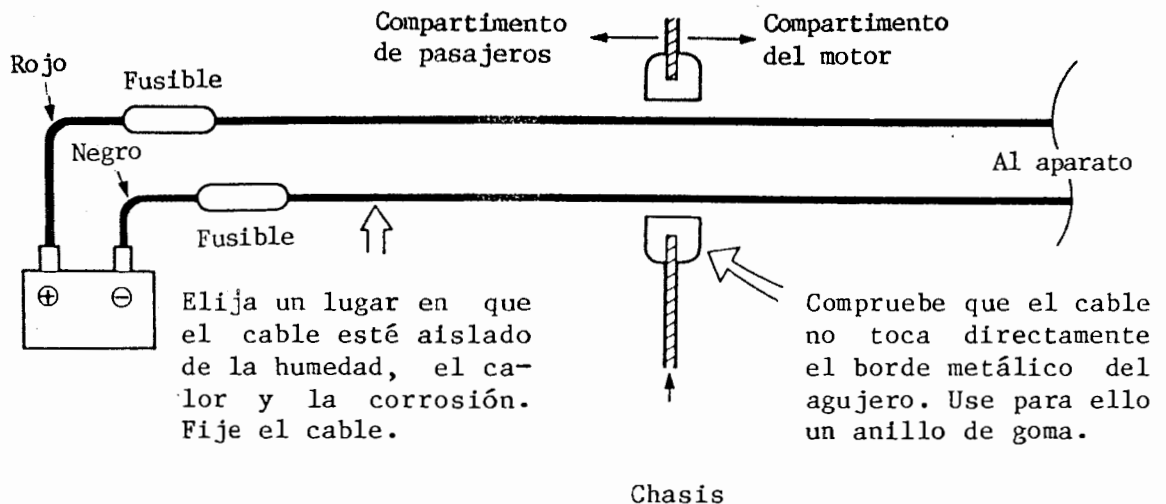 Compartimento
de pasajeros
Compartimento
del motor
Rojo
Fusible
Negro
Al aparato
Fusible
⊕ ⊖
Elija un lugar en que
el cable esté aislado
de la humedad, el ca-
lor y la corrosión.
Fije el cable.
Compruebe que el cable
no toca directamente
el borde metálico del
agujero. Use para ello
un anillo de goma.
Chasis